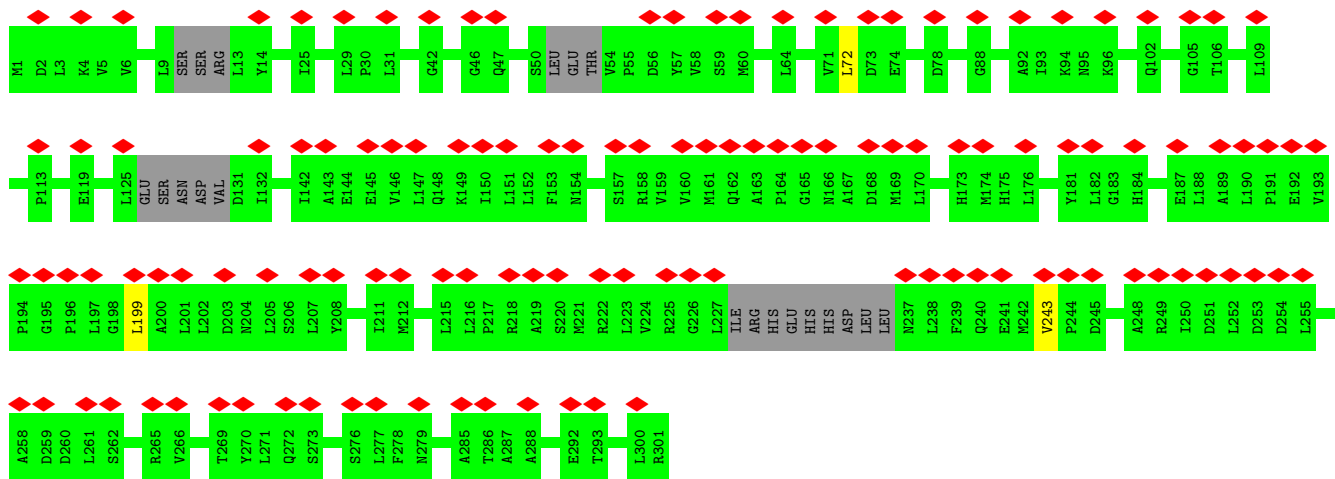 M1 D2 L3 K4 V5 V6 L9 SER SER ARG L13 Y14 I25 L29 P30 L31 G42 G46 Q47 S50 LEU GLU THR V54 P55 D56 Y57 V58 S59 M60 L64 V71 L72 D73 E74 D78 G88 A92 I93 K94 N95 K96 Q102 G105 T106 L109
P113 E119 L125 GLU SER ASN ASP VAL D131 I132 I142 A143 E144 E145 V146 L147 Q148 K149 I150 L151 L152 F153 N154 S157 R158 V159 V160 M161 Q162 A163 P164 G165 N166 A167 D168 M169 L170 H173 M174 H175 L176 Y181 L182 G183 H184 E187 L188 A189 L190 P191 E192 V193
P194 G195 P196 L197 G198 L199 A200 L201 L202 D203 N204 L205 S206 L207 Y208 I211 M212 L215 L216 P217 R218 A219 S220 M221 R222 L223 V224 R225 G226 L227 ILE ARG HIS GLU HIS HIS ASP LEU LEU N237 L238 F239 Q240 E241 M242 V243 P244 D245 A248 R249 I250 D251 L252 D253 D254 L255
A258 D259 D260 L261 S262 R265 V266 T269 Y270 L271 Q272 S273 S276 L277 F278 N279 A285 T286 A287 A288 E292 T293 L300 R301